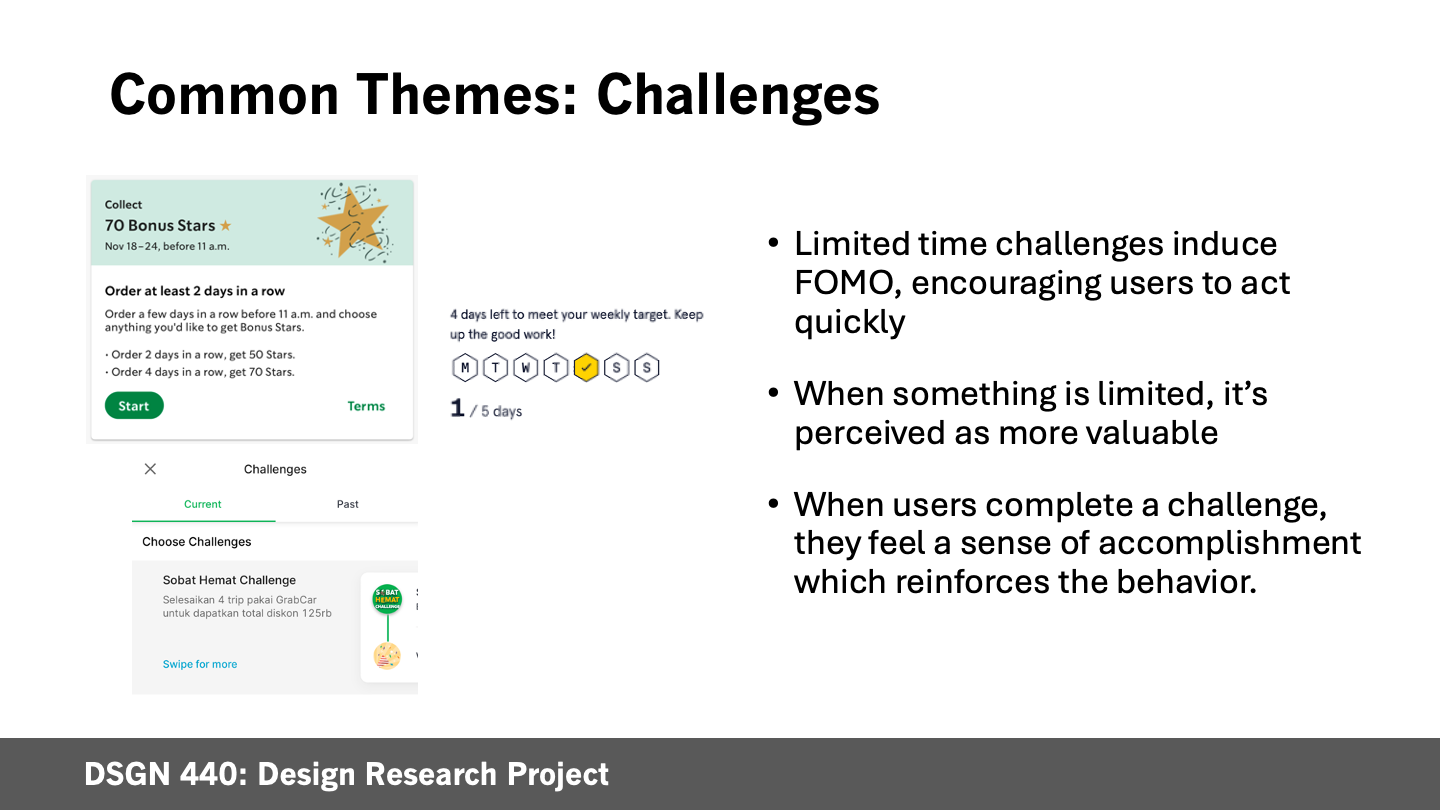 Common Themes: Challenges
Collect
70 Bonus Stars
Nov 18–24, before 11 a.m.
Order at least 2 days in a row
Order a few days in a row before 11 a.m. and choose
anything you'd like to get Bonus Stars.
• Order 2 days in a row, get 50 Stars.
• Order 4 days in a row, get 70 Stars.
Start
Terms
4 days left to meet your weekly target. Keep
up the good work!
M T W T ✓ S S
1 / 5 days
Challenges
Current
Past
Choose Challenges
Sobat Hemat Challenge
Selesaikan 4 trip pakai GrabCar
untuk dapatkan total diskon 125rb
Swipe for more
SOBAT
HEMAT
CHALLENGE
• Limited time challenges induce
FOMO, encouraging users to act
quickly
• When something is limited, it’s
perceived as more valuable
• When users complete a challenge,
they feel a sense of accomplishment
which reinforces the behavior.
DSGN 440: Design Research Project